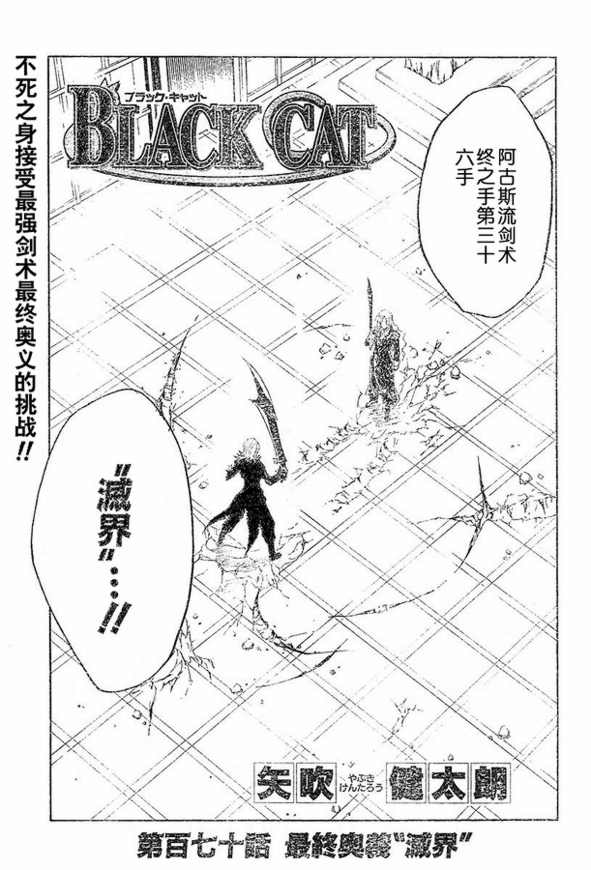 不死之身接受最强剑术最终奥义的挑战!!
ブラック・キャット
BLACK CAT
阿古斯流剑术
终之手第三十
六手
“滅界”…!!
矢吹健太朗
やぶき
けんたろう
第百七十話 最終奥義“滅界”